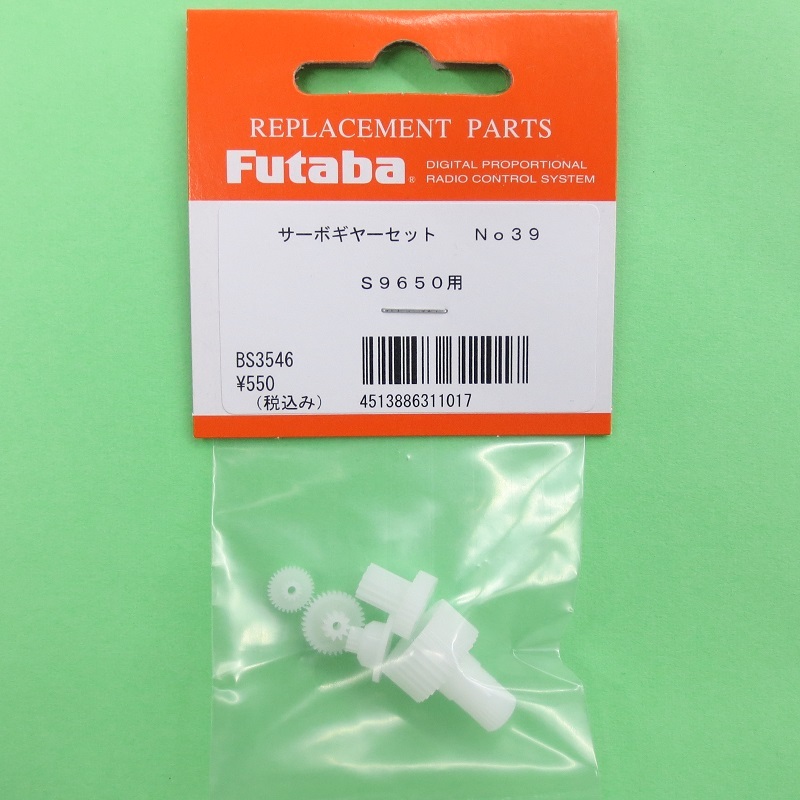 REPLACEMENT PARTS
Futaba® DIGITAL PROPORTIONAL
RADIO CONTROL SYSTEM
サーボギヤーセット　Ｎｏ３９
Ｓ９６５０用
BS3546
¥550
（税込み）
4513886311017